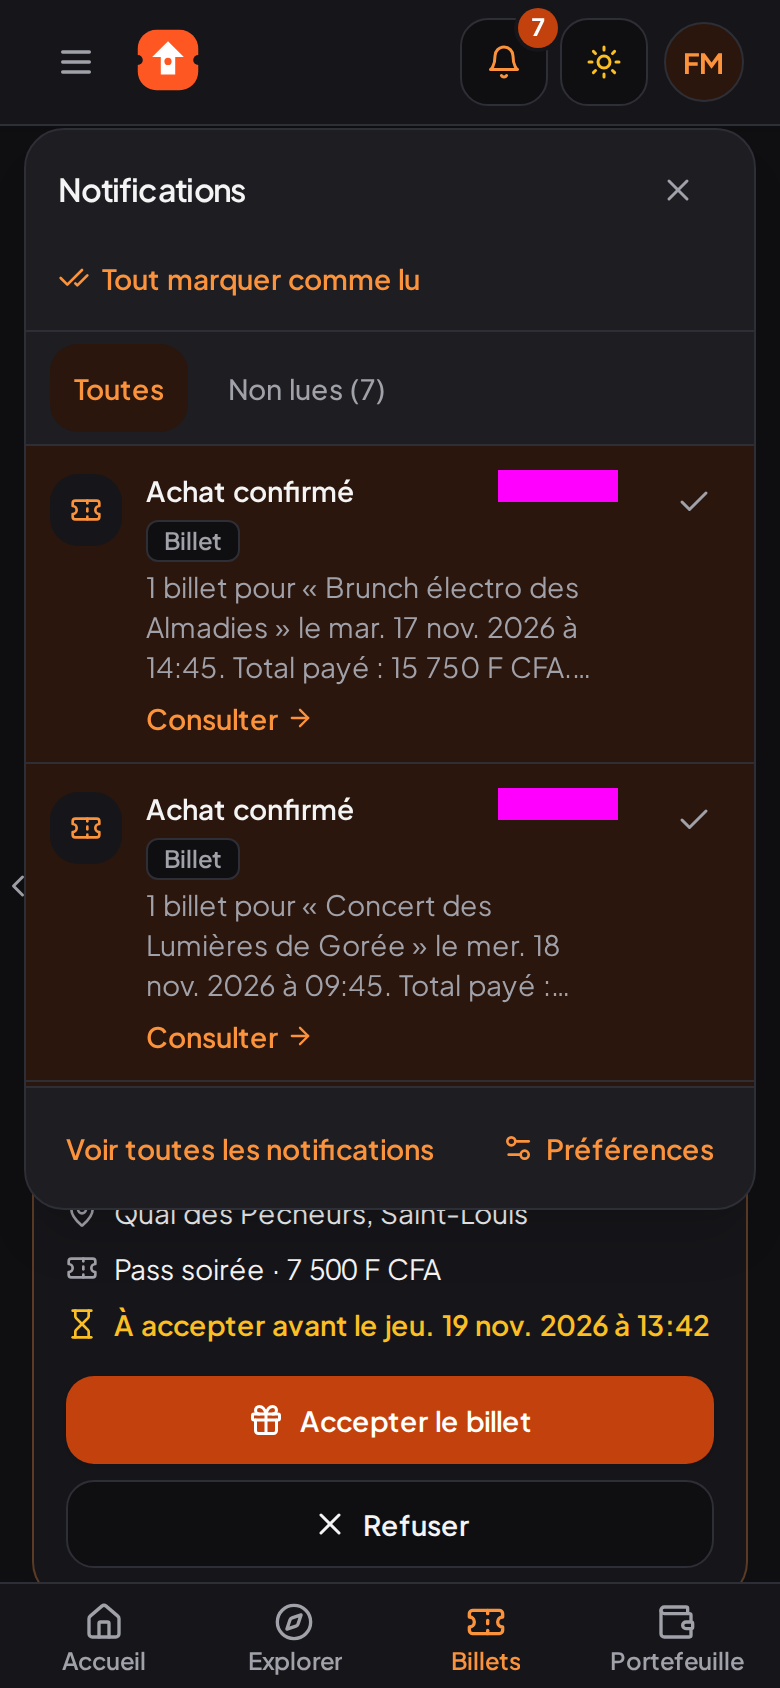 7
FM
Notifications
Tout marquer comme lu
Toutes
Non lues (7)
Achat confirmé
Billet
1 billet pour « Brunch électro des
Almadies » le mar. 17 nov. 2026 à
14:45. Total payé : 15 750 F CFA.…
Consulter
Achat confirmé
Billet
1 billet pour « Concert des
Lumières de Gorée » le mer. 18
nov. 2026 à 09:45. Total payé :…
Consulter
Voir toutes les notifications
Préférences
Quai des Pêcheurs, Saint-Louis
Pass soirée · 7 500 F CFA
À accepter avant le jeu. 19 nov. 2026 à 13:42
Accepter le billet
Refuser
Accueil
Explorer
Billets
Portefeuille